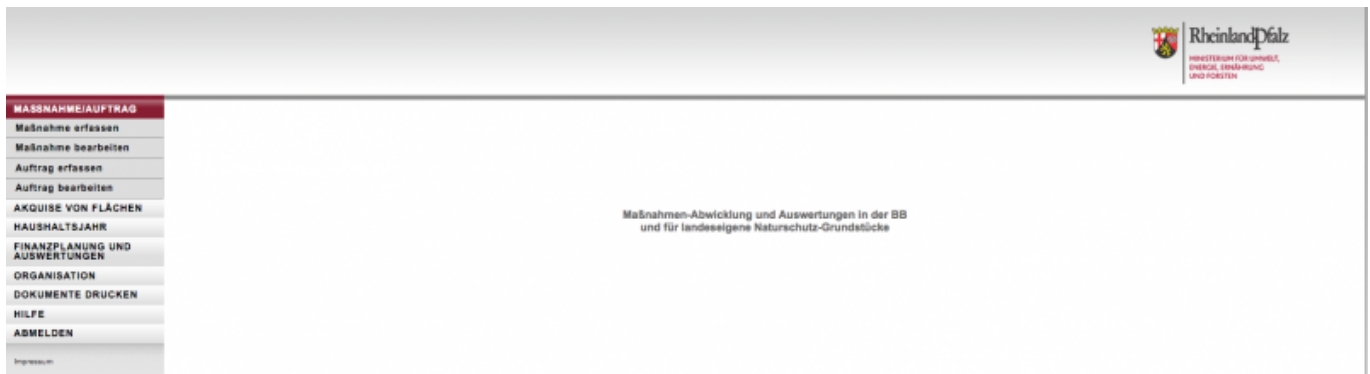 RheinlandPfalz
MINISTERIUM FÜR UMWELT,
ENERGIE, ERNÄHRUNG
UND FORSTEN
MASSNAHME/AUFTRAG
Maßnahme erfassen
Maßnahme bearbeiten
Auftrag erfassen
Auftrag bearbeiten
AKQUISE VON FLÄCHEN
HAUSHALTSJAHR
FINANZPLANUNG UND
AUSWERTUNGEN
ORGANISATION
DOKUMENTE DRUCKEN
HILFE
ABMELDEN
Impressum
Maßnahmen-Abwicklung und Auswertungen in der BB
und für landeseigene Naturschutz-Grundstücke